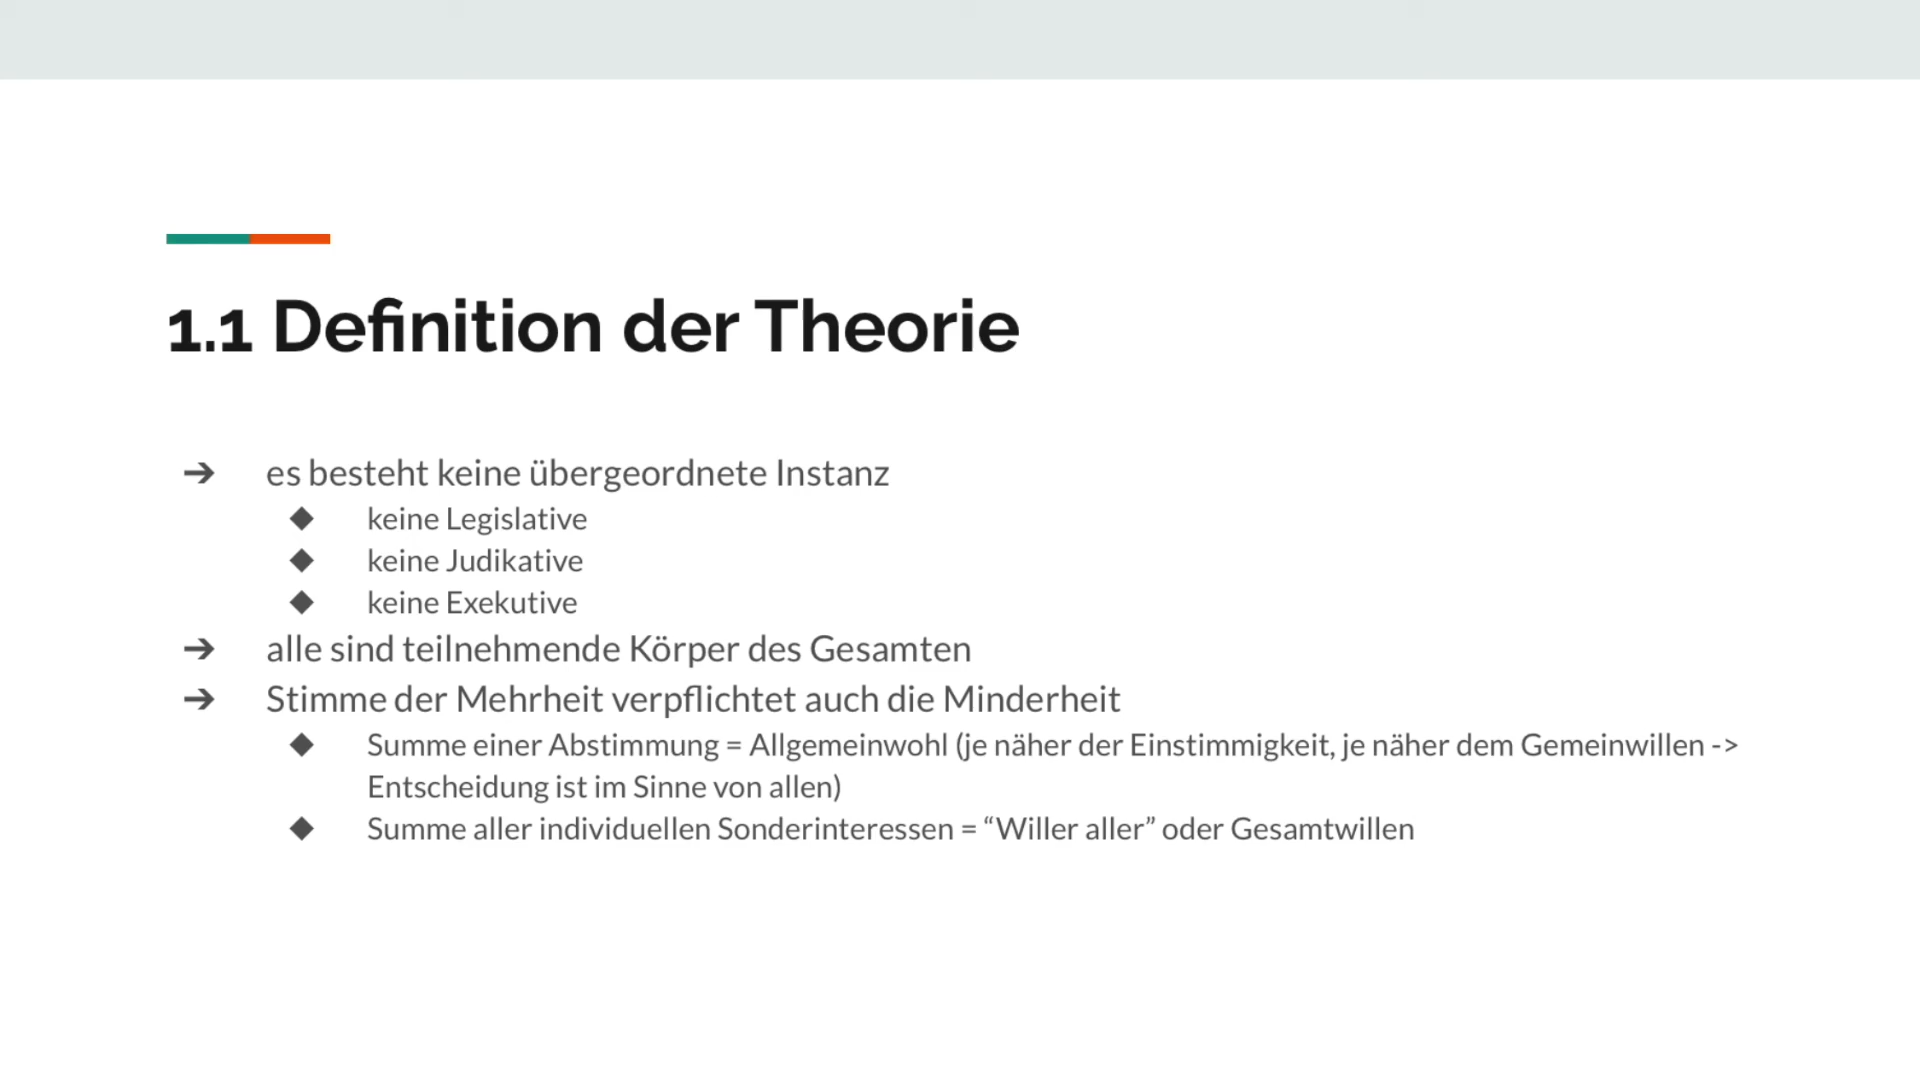 1.1 Definition der Theorie
➔ es besteht keine übergeordnete Instanz
◆ keine Legislative
◆ keine Judikative
◆ keine Exekutive
➔ alle sind teilnehmende Körper des Gesamten
➔ Stimme der Mehrheit verpflichtet auch die Minderheit
◆ Summe einer Abstimmung = Allgemeinwohl (je näher der Einstimmigkeit, je näher dem Gemeinwillen ->
Entscheidung ist im Sinne von allen)
◆ Summe aller individuellen Sonderinteressen = “Willer aller” oder Gesamtwillen